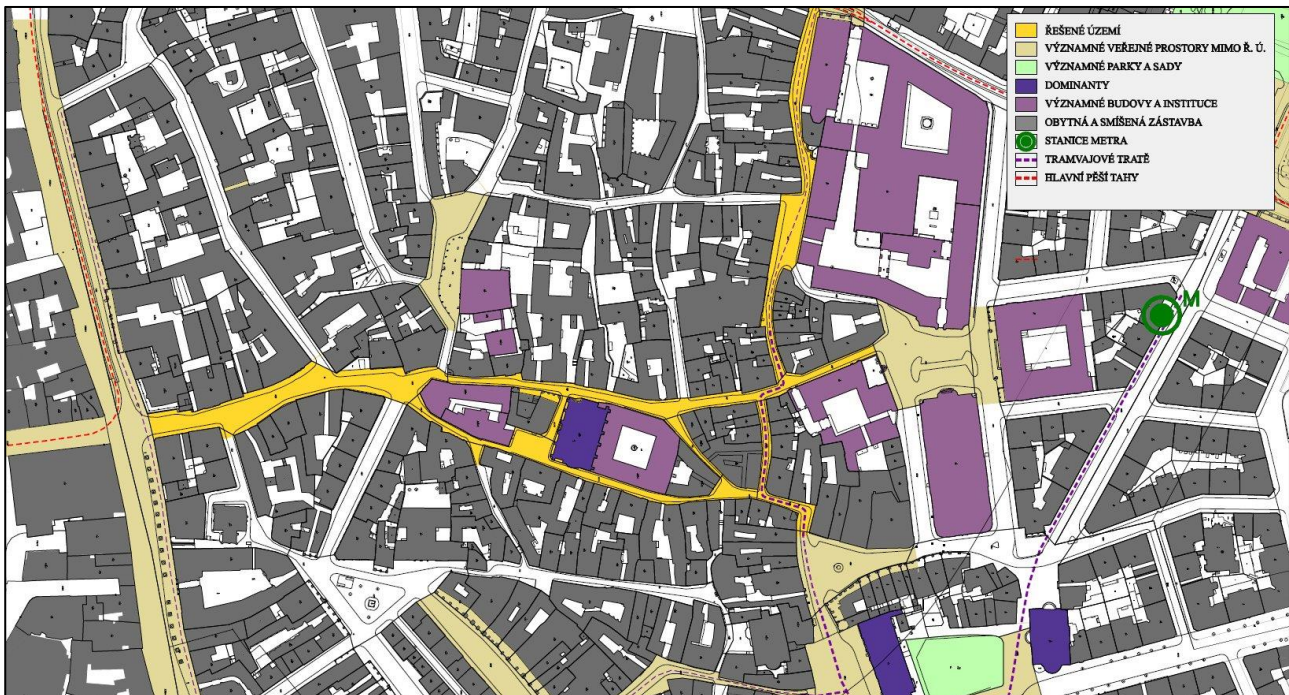 ŘEŠENÉ ÚZEMÍ
VÝZNAMNÉ VEŘEJNÉ PROSTORY MIMO Ř. Ú.
VÝZNAMNÉ PARKY A SADY
DOMINANTY
VÝZNAMNÉ BUDOVY A INSTITUCE
OBYTNÁ A SMÍŠENÁ ZÁSTAVBA
STANICE METRA
TRAMVAJOVÉ TRATĚ
HLAVNÍ PĚŠÍ TAHY
M